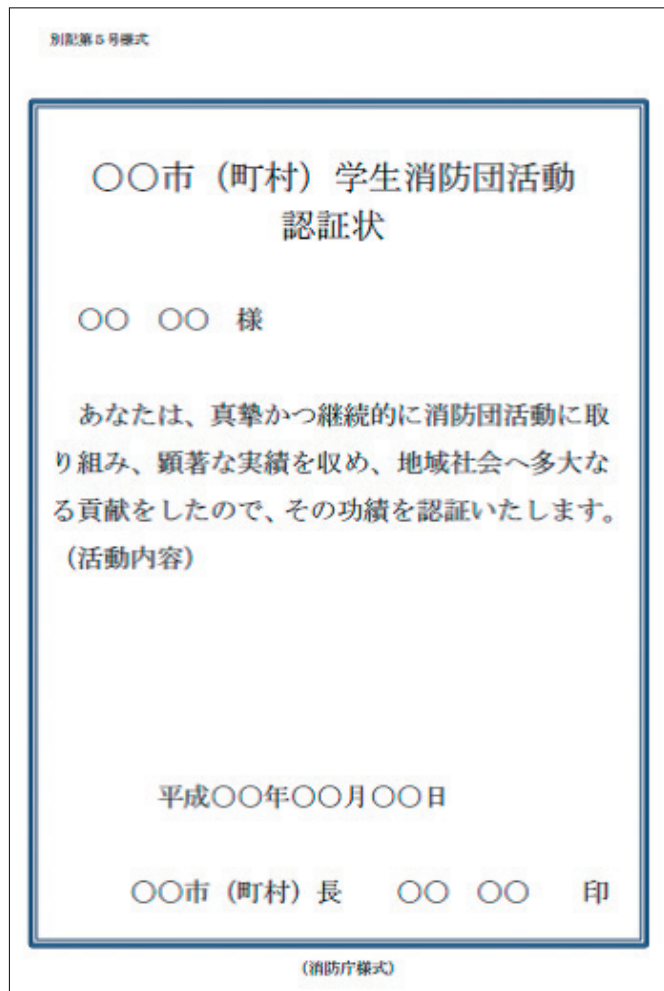 別記第5号様式
〇〇市（町村）学生消防団活動
認証状
〇〇　〇〇　様
あなたは、真摯かつ継続的に消防団活動に取
り組み、顕著な実績を収め、地域社会へ多大な
る貢献をしたので、その功績を認証いたします。
（活動内容）
平成〇〇年〇〇月〇〇日
〇〇市（町村）長　〇〇　〇〇　印
（消防庁様式）